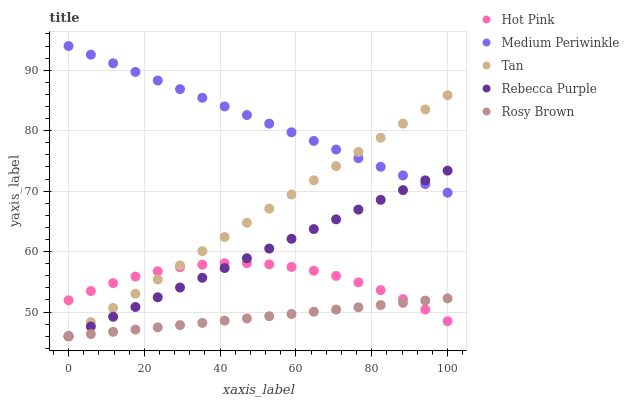 title
Hot Pink
Medium Periwinkle
Tan
Rebecca Purple
Rosy Brown
yaxis_label
90
80
70
60
50
0
20
40
60
80
100
xaxis_label